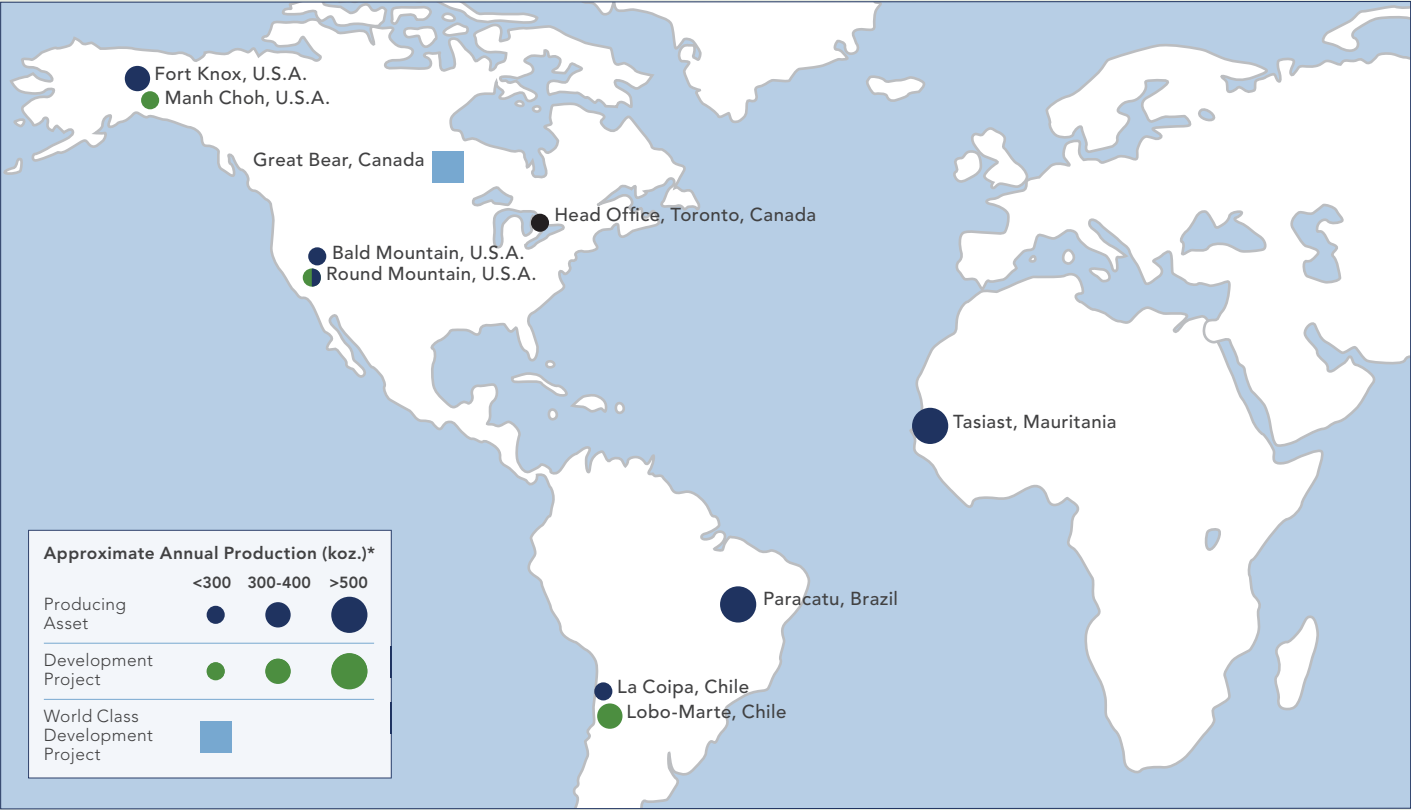 Fort Knox, U.S.A.
Manh Choh, U.S.A.
Great Bear, Canada
Head Office, Toronto, Canada
Bald Mountain, U.S.A.
Round Mountain, U.S.A.
Tasiast, Mauritania
Paracatu, Brazil
La Coipa, Chile
Lobo-Marte, Chile
Approximate Annual Production (koz.)*
<300 300-400 >500
Producing
Asset
Development
Project
World Class
Development
Project